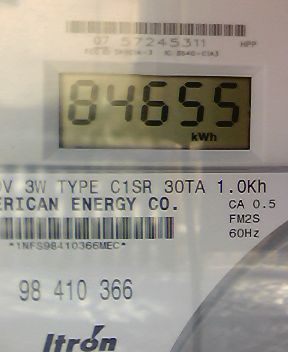 07 57245311 HPP
84655
kWh
V 3W TYPE C1SR 30TA 1.0Kh
ERICAN ENERGY CO. CA 0.5
FM2S
*1NFS98410366MEC* 60Hz
98 410 366
Itrón